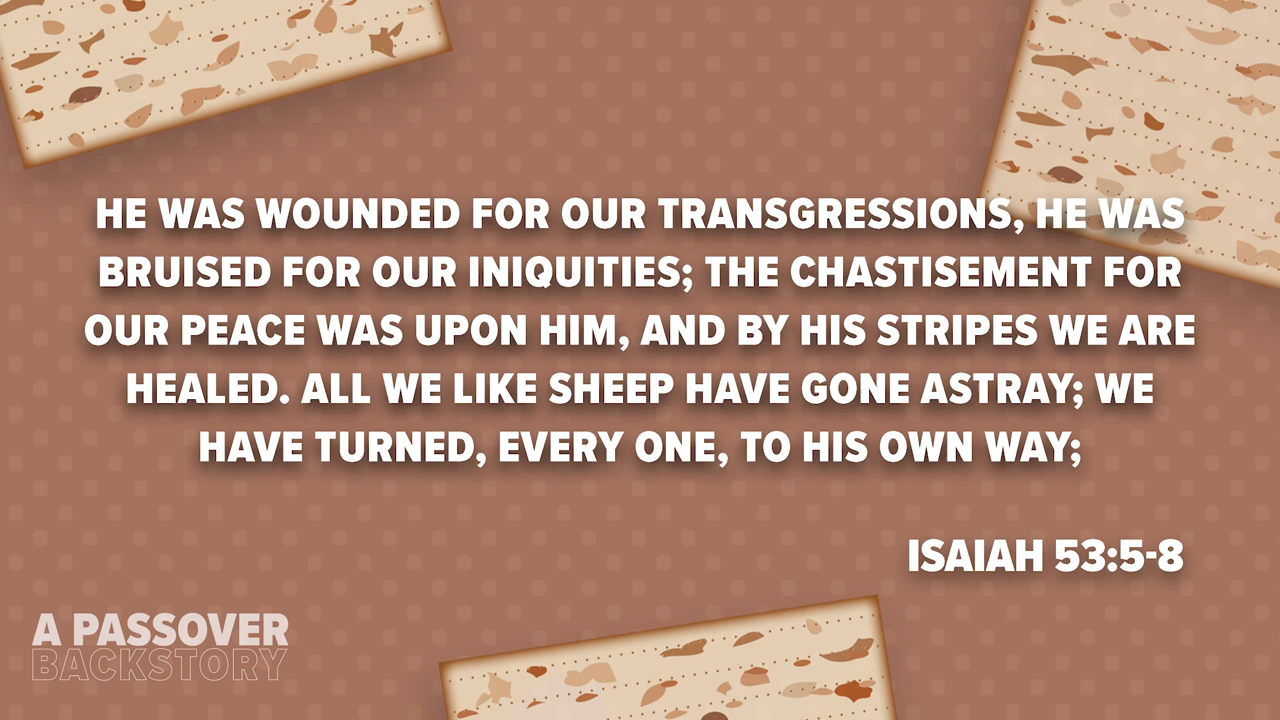 HE WAS WOUNDED FOR OUR TRANSGRESSIONS, HE WAS
BRUISED FOR OUR INIQUITIES; THE CHASTISEMENT FOR
OUR PEACE WAS UPON HIM, AND BY HIS STRIPES WE ARE
HEALED. ALL WE LIKE SHEEP HAVE GONE ASTRAY; WE
HAVE TURNED, EVERY ONE, TO HIS OWN WAY;
ISAIAH 53:5-8
A PASSOVER
BACKSTORY